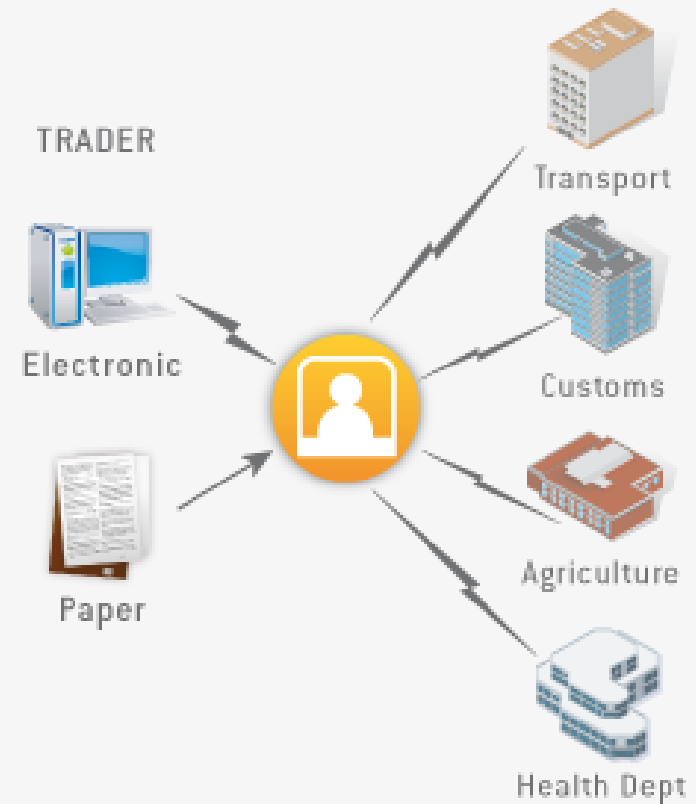 TRADER
Electronic
Paper
Transport
Customs
Agriculture
Health Dept